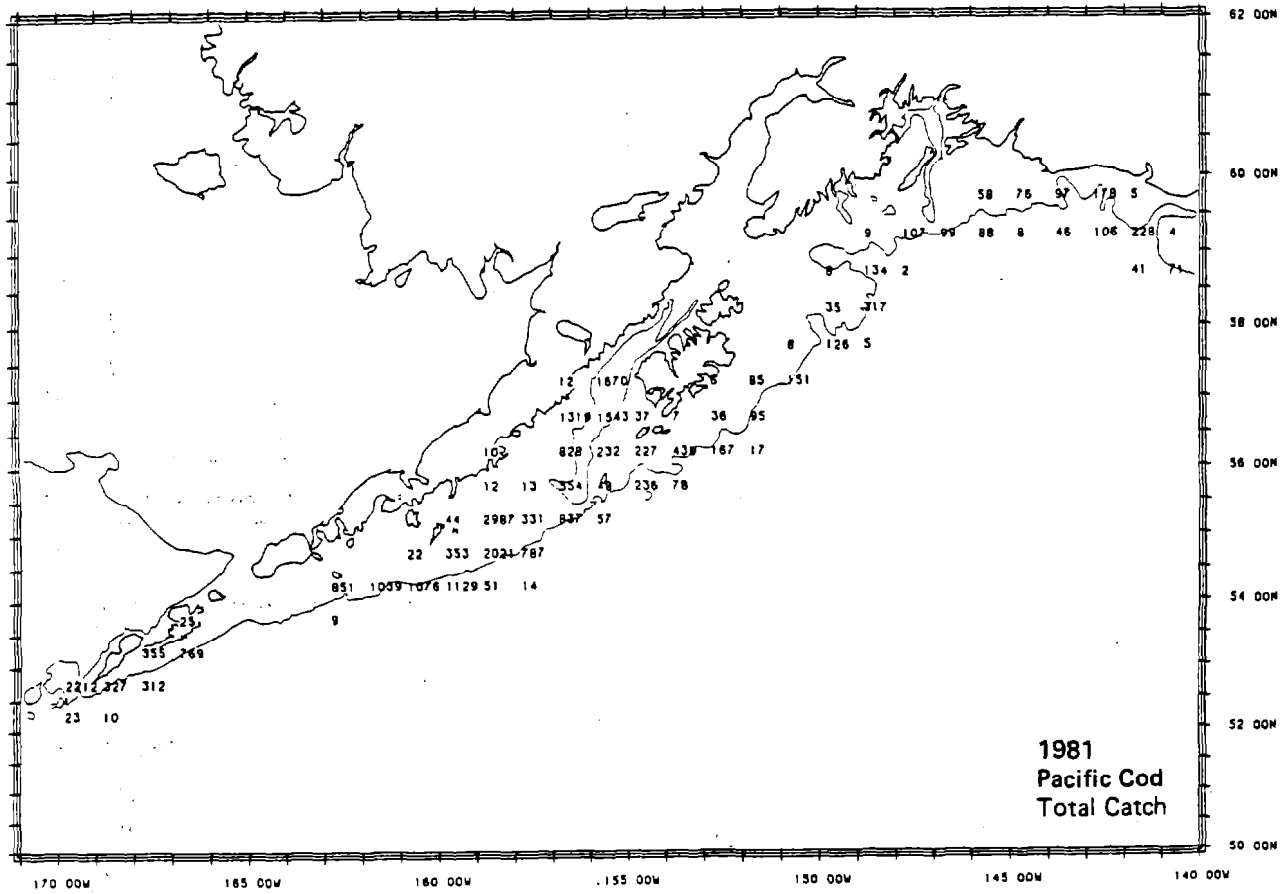 62 00N
60 00N
58 76 97 178 5
9 107 99 88 8 46 106 228 4
134 2 41 71
35 317
58 00N
126 5
12 1670 85 151
1543 37 7 36 95
102 828 232 227 167 17
56 00N
12 13 354 236 78
44 2987 331 837 57
22 353 2021 787
851 1039 1076 1129 51 14
54 00N
25 9
355 769
2212 327 312
23 10
52 00N
1981
Pacific Cod
Total Catch
50 00N
170 00W 165 00W 160 00W 155 00W 150 00W 145 00W 140 00W